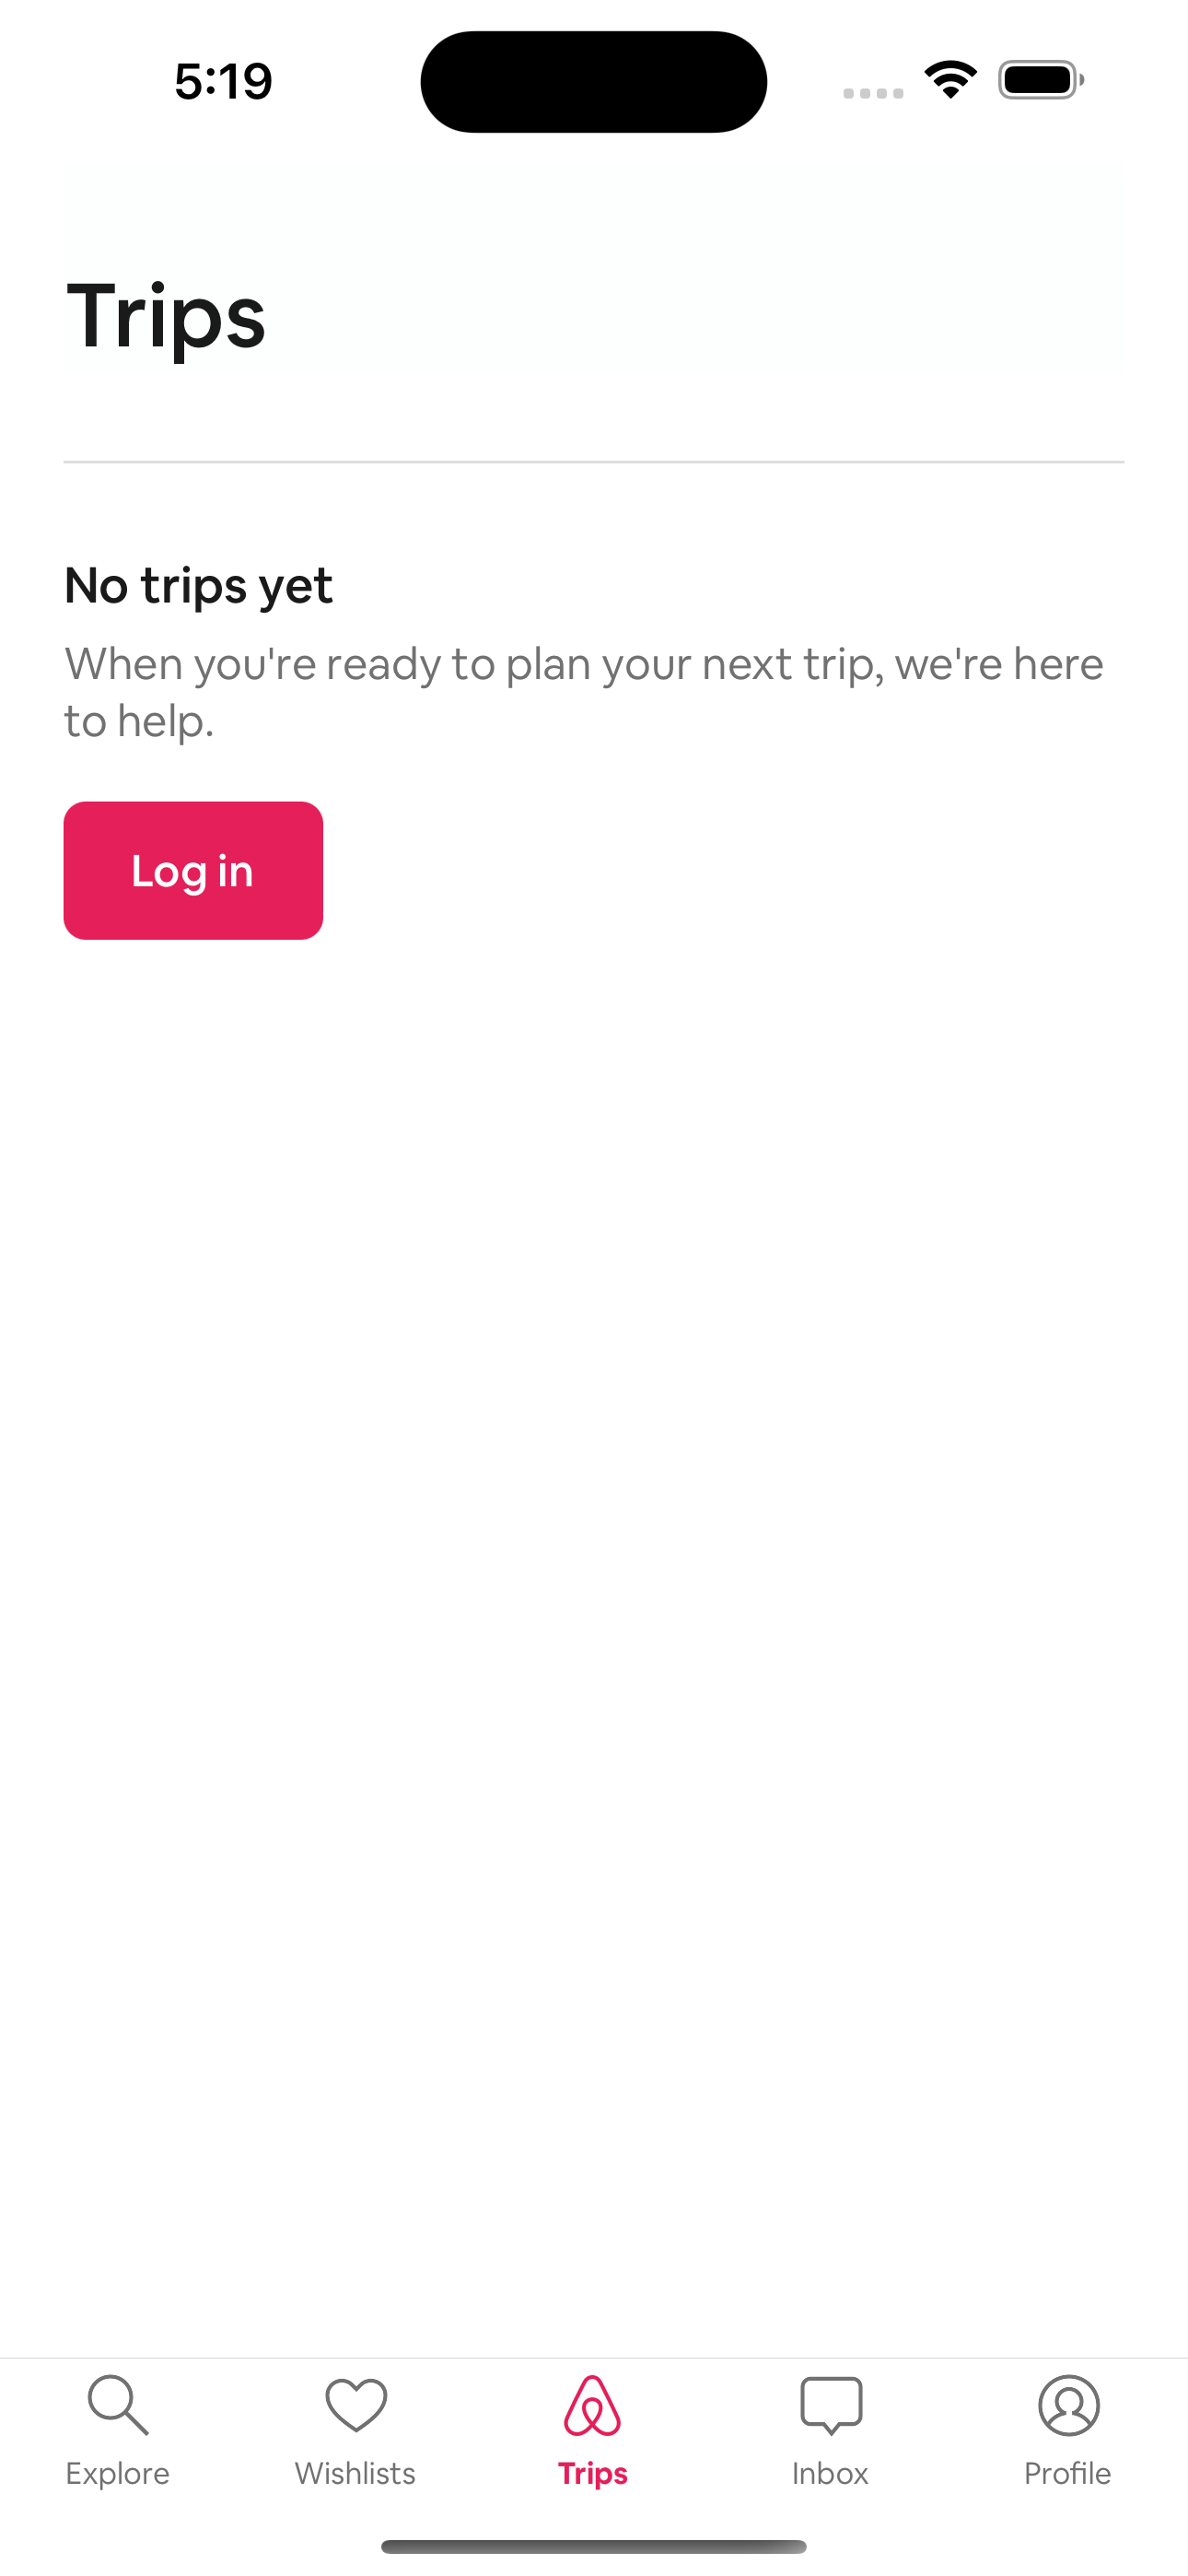 5:19
Trips
No trips yet
When you're ready to plan your next trip, we're here
to help.
Log in
Explore
Wishlists
Trips
Inbox
Profile